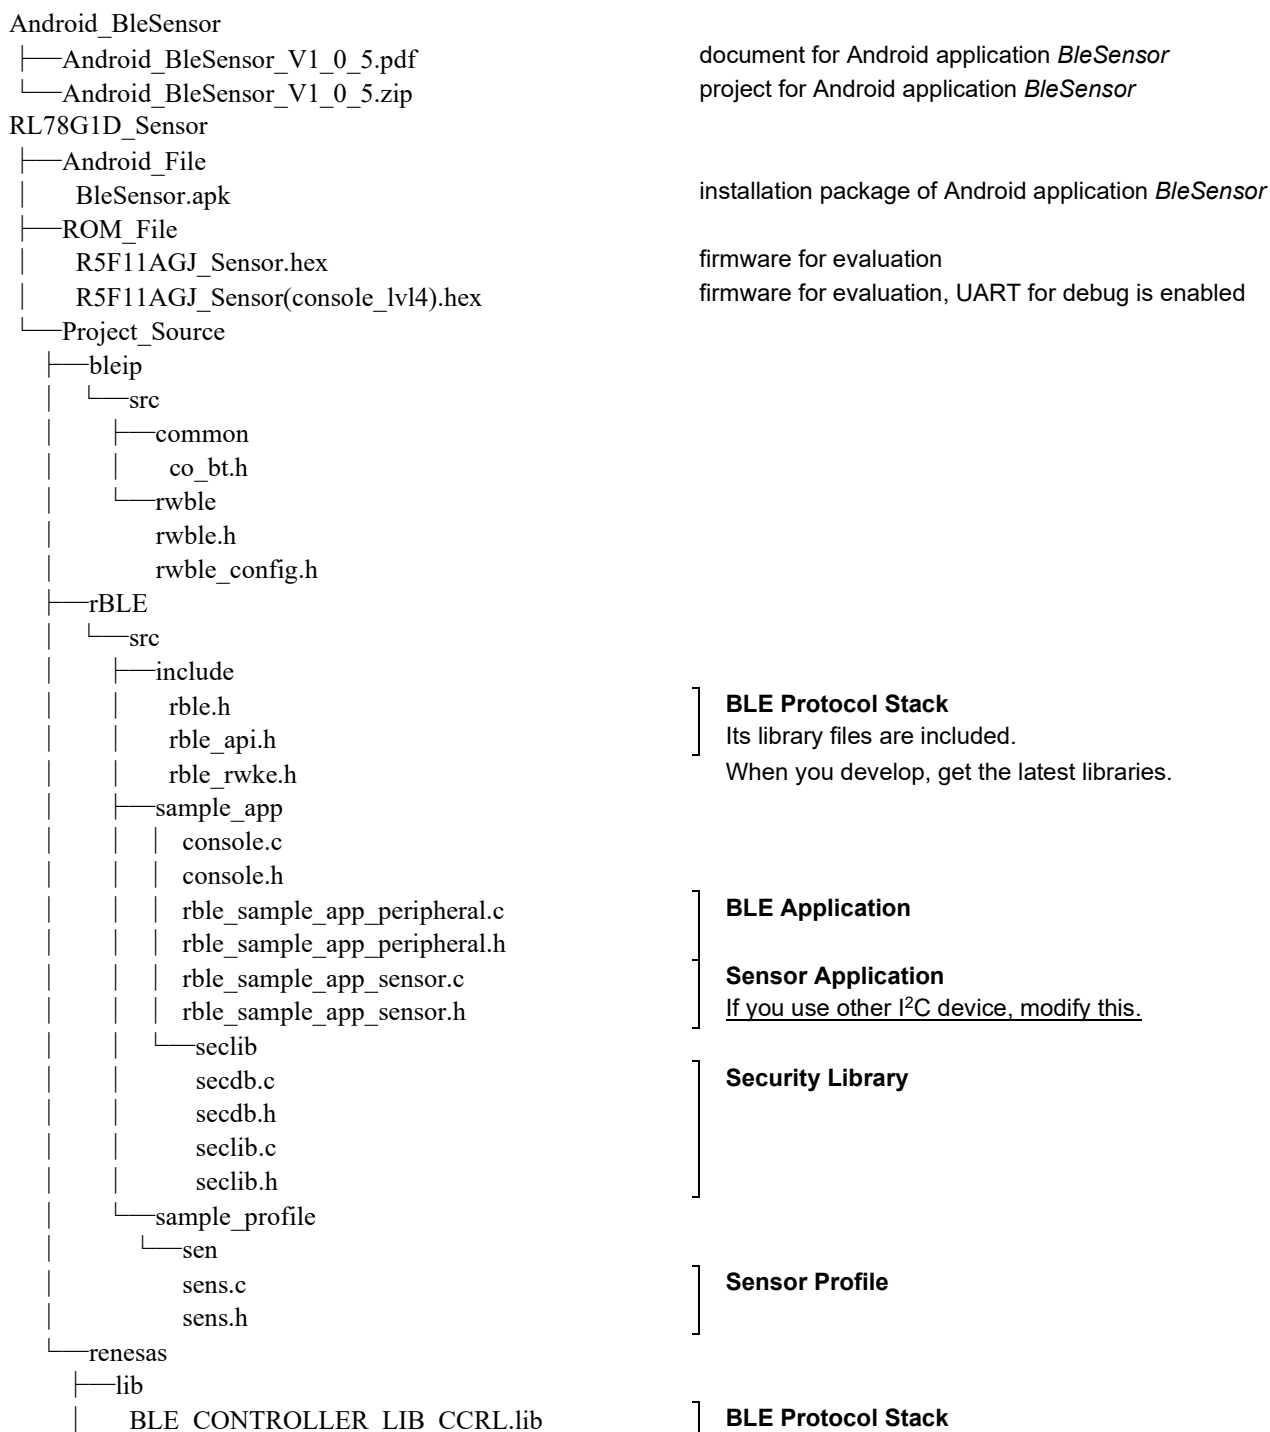 Android_BleSensor
├──Android_BleSensor_V1_0_5.pdf document for Android application BleSensor
└──Android_BleSensor_V1_0_5.zip project for Android application BleSensor
RL78G1D_Sensor
├──Android_File
│ BleSensor.apk installation package of Android application BleSensor
├──ROM_File
│ R5F11AGJ_Sensor.hex firmware for evaluation
│ R5F11AGJ_Sensor(console_lvl4).hex firmware for evaluation, UART for debug is enabled
└──Project_Source
├──bleip
│ └──src
│ ├──common
│ │ co_bt.h
│ └──rwble
│ rwble.h
│ rwble_config.h
├──rBLE
│ └──src
│ ├──include
│ │ rble.h BLE Protocol Stack
│ │ rble_api.h Its library files are included.
│ │ rble_rwke.h When you develop, get the latest libraries.
│ ├──sample_app
│ │ │ console.c
│ │ │ console.h
│ │ │ rble_sample_app_peripheral.c BLE Application
│ │ │ rble_sample_app_peripheral.h
│ │ │ rble_sample_app_sensor.c Sensor Application
│ │ │ rble_sample_app_sensor.h If you use other I²C device, modify this.
│ │ └──seclib
│ │ secdb.c Security Library
│ │ secdb.h
│ │ seclib.c
│ │ seclib.h
│ └──sample_profile
│ └──sen
│ sens.c Sensor Profile
│ sens.h
└──renesas
├──lib
│ BLE_CONTROLLER_LIB_CCRL.lib BLE Protocol Stack